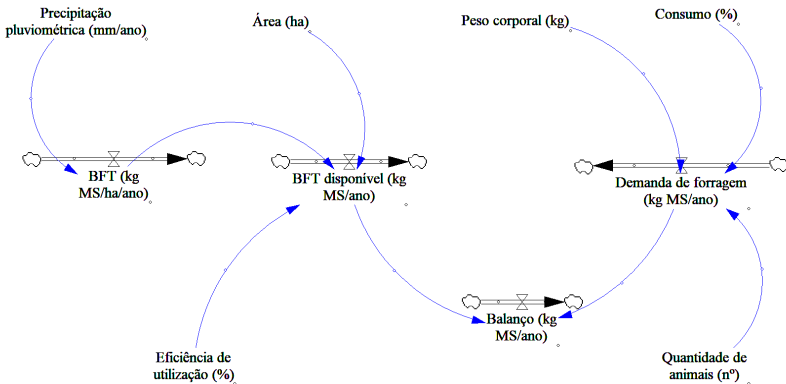 Precipitação
pluviométrica (mm/ano)
Área (ha)
Peso corporal (kg)
Consumo (%)
BFT (kg
MS/ha/ano)
BFT disponível (kg
MS/ano)
Demanda de forragem
(kg MS/ano)
Balanço (kg
MS/ano)
Eficiência de
utilização (%)
Quantidade de
animais (nº)